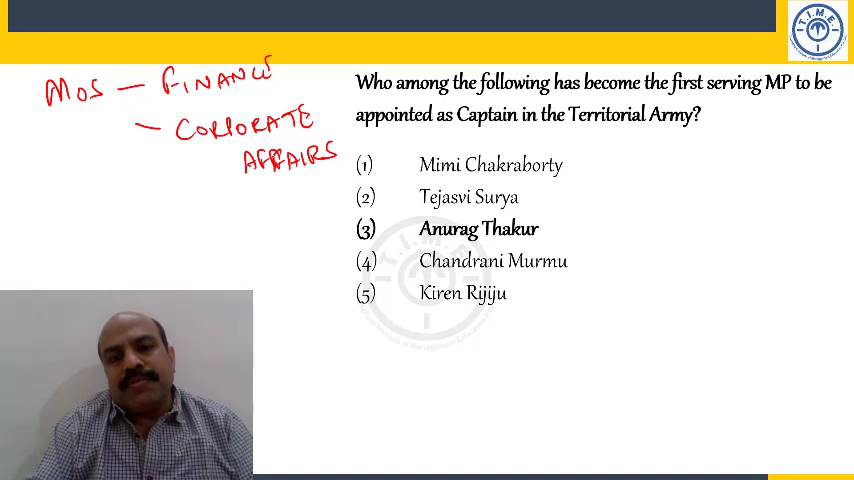 T.I.M.E.
MOS — FINANCE
— CORPORATE
AFFAIRS
Who among the following has become the first serving MP to be
appointed as Captain in the Territorial Army?
(1) Mimi Chakraborty
(2) Tejasvi Surya
(3) Anurag Thakur
(4) Chandrani Murmu
(5) Kiren Rijiju
T.I.M.E.